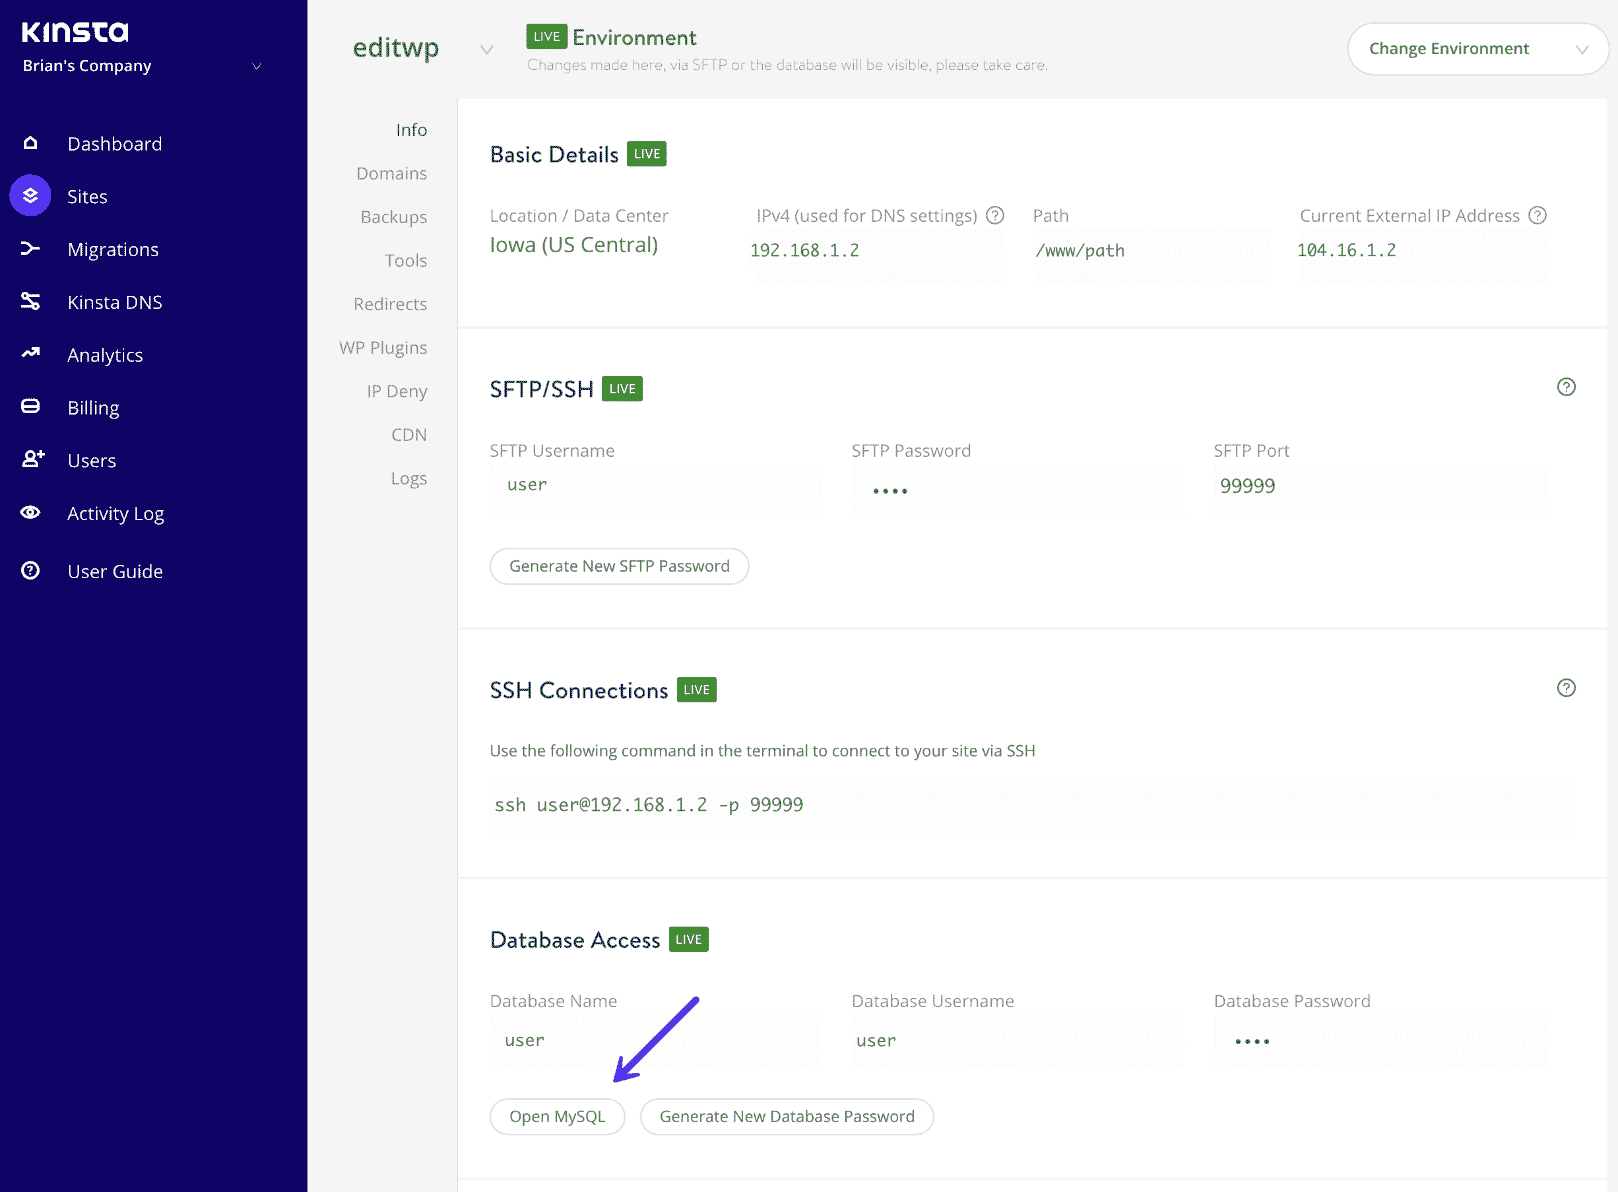 Kinsta
Brian's Company
Dashboard
Sites
Migrations
Kinsta DNS
Analytics
Billing
Users
Activity Log
User Guide
editwp
LIVE Environment
Changes made here, via SFTP or the database will be visible, please take care.
Change Environment
Info
Domains
Backups
Tools
Redirects
WP Plugins
IP Deny
CDN
Logs
Basic Details LIVE
Location / Data Center
Iowa (US Central)
IPv4 (used for DNS settings)
192.168.1.2
Path
/www/path
Current External IP Address
104.16.1.2
SFTP/SSH LIVE
SFTP Username
user
SFTP Password
••••
SFTP Port
99999
Generate New SFTP Password
SSH Connections LIVE
Use the following command in the terminal to connect to your site via SSH
ssh user@192.168.1.2 -p 99999
Database Access LIVE
Database Name
user
Database Username
user
Database Password
••••
Open MySQL
Generate New Database Password